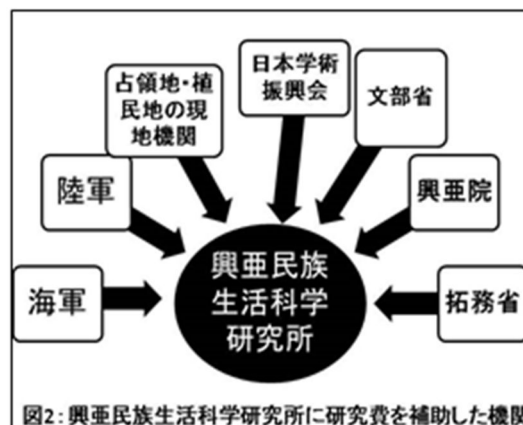 日本学術
振興会
占領地・植
民地の現
地機関
文部省
陸軍
興亜院
海軍
興亜民族
生活科学
研究所
拓務省
図2：興亜民族生活科学研究所に研究費を補助した機関